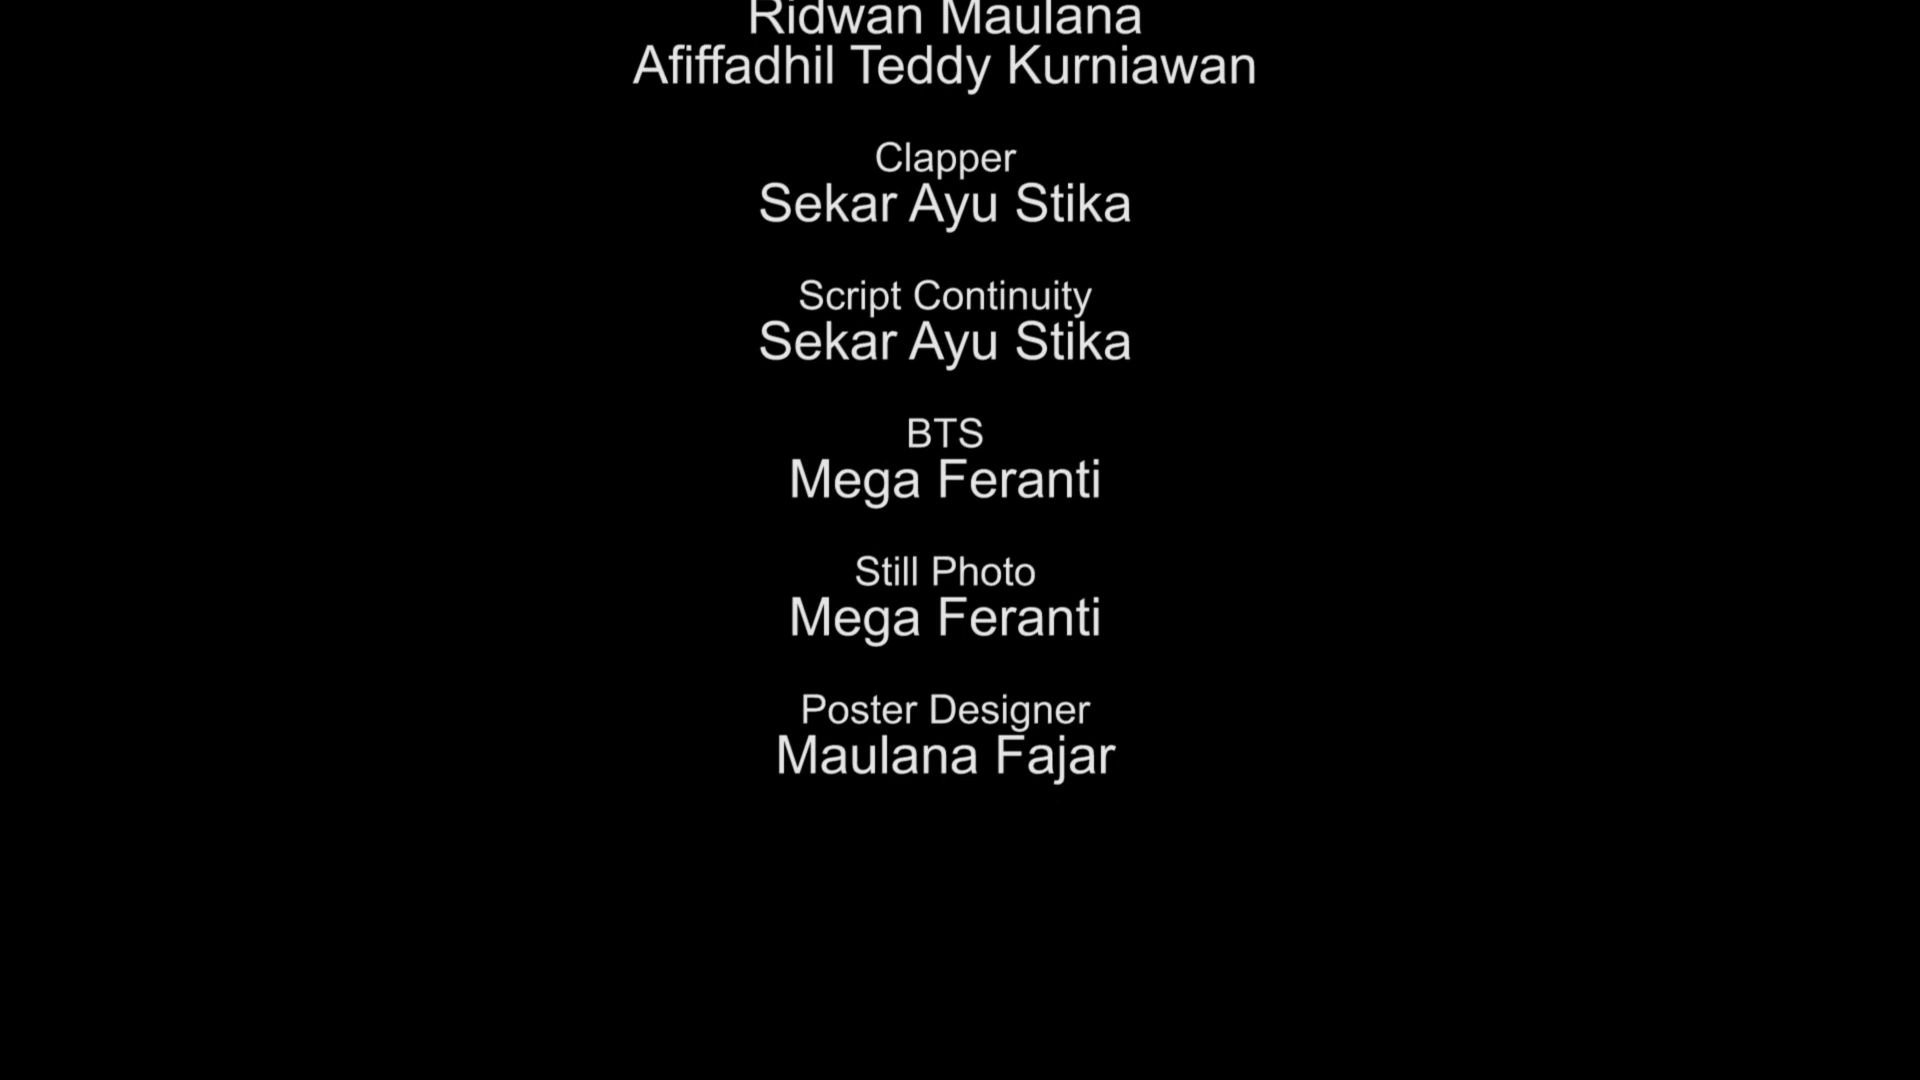 Ridwan Maulana
Afiffadhil Teddy Kurniawan
Clapper
Sekar Ayu Stika
Script Continuity
Sekar Ayu Stika
BTS
Mega Feranti
Still Photo
Mega Feranti
Poster Designer
Maulana Fajar